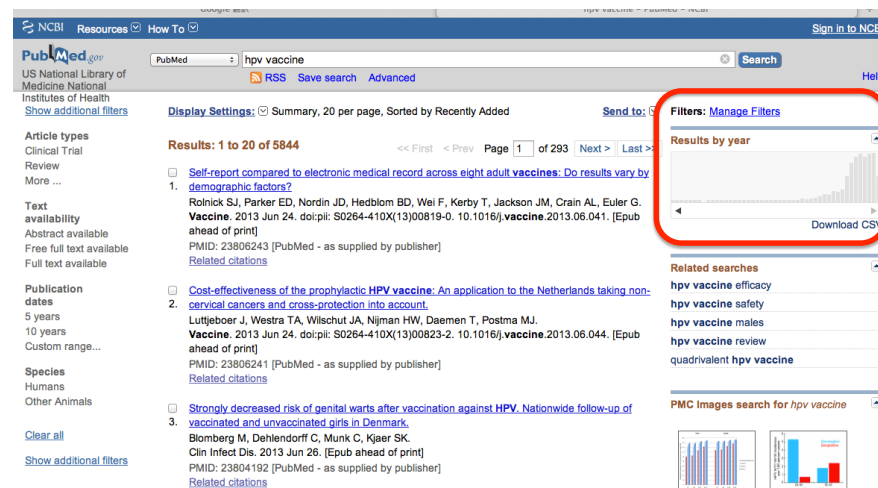 Google 翻訳
hpv vaccine - PubMed - NCBI
NCBI Resources How To Sign in to NCB
PubMed.gov
US National Library of
Medicine National
Institutes of Health
PubMed hpv vaccine Search
RSS Save search Advanced
Hel
Show additional filters
Article types
Clinical Trial
Review
More ...
Text
availability
Abstract available
Free full text available
Full text available
Publication
dates
5 years
10 years
Custom range...
Species
Humans
Other Animals
Clear all
Show additional filters
Display Settings: Summary, 20 per page, Sorted by Recently Added Send to:
Results: 1 to 20 of 5844 << First < Prev Page 1 of 293 Next > Last >>
Self-report compared to electronic medical record across eight adult vaccines: Do results vary by
1. demographic factors?
Rolnick SJ, Parker ED, Nordin JD, Hedblom BD, Wei F, Kerby T, Jackson JM, Crain AL, Euler G.
Vaccine. 2013 Jun 24. doi:pii: S0264-410X(13)00819-0. 10.1016/j.vaccine.2013.06.041. [Epub
ahead of print]
PMID: 23806243 [PubMed - as supplied by publisher]
Related citations
Cost-effectiveness of the prophylactic HPV vaccine: An application to the Netherlands taking non-
2. cervical cancers and cross-protection into account.
Luttjeboer J, Westra TA, Wilschut JA, Nijman HW, Daemen T, Postma MJ.
Vaccine. 2013 Jun 24. doi:pii: S0264-410X(13)00823-2. 10.1016/j.vaccine.2013.06.044. [Epub
ahead of print]
PMID: 23806241 [PubMed - as supplied by publisher]
Related citations
Strongly decreased risk of genital warts after vaccination against HPV. Nationwide follow-up of
3. vaccinated and unvaccinated girls in Denmark.
Blomberg M, Dehlendorff C, Munk C, Kjaer SK.
Clin Infect Dis. 2013 Jun 26. [Epub ahead of print]
PMID: 23804192 [PubMed - as supplied by publisher]
Related citations
Filters: Manage Filters
Results by year
Download CSV
Related searches
hpv vaccine efficacy
hpv vaccine safety
hpv vaccine males
hpv vaccine review
quadrivalent hpv vaccine
PMC Images search for hpv vaccine